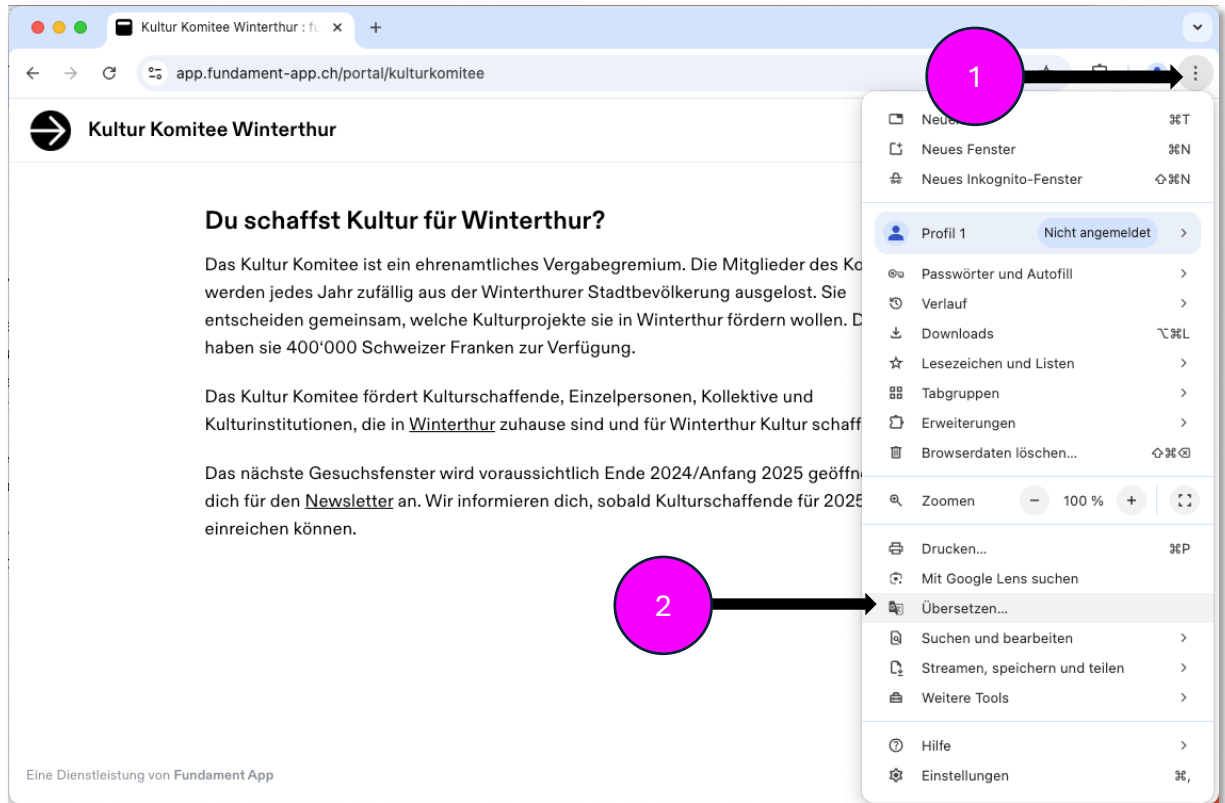 Kultur Komitee Winterthur : fu
app.fundament-app.ch/portal/kulturkomitee
1
Kultur Komitee Winterthur
Du schaffst Kultur für Winterthur?
Das Kultur Komitee ist ein ehrenamtliches Vergabegremium. Die Mitglieder des Ko
werden jedes Jahr zufällig aus der Winterthurer Stadtbevölkerung ausgelost. Sie
entscheiden gemeinsam, welche Kulturprojekte sie in Winterthur fördern wollen. D
haben sie 400‘000 Schweizer Franken zur Verfügung.
Das Kultur Komitee fördert Kulturschaffende, Einzelpersonen, Kollektive und
Kulturinstitutionen, die in Winterthur zuhause sind und für Winterthur Kultur schaff
Das nächste Gesuchsfenster wird voraussichtlich Ende 2024/Anfang 2025 geöffn
dich für den Newsletter an. Wir informieren dich, sobald Kulturschaffende für 2025
einreichen können.
2
Eine Dienstleistung von Fundament App
Neue ⌘T
Neues Fenster ⌘N
Neues Inkognito-Fenster ⇧⌘N
Profil 1 Nicht angemeldet
Passwörter und Autofill
Verlauf
Downloads ⌥⌘L
Lesezeichen und Listen
Tabgruppen
Erweiterungen
Browserdaten löschen... ⇧⌘⌫
Zoomen − 100 % +
Drucken... ⌘P
Mit Google Lens suchen
Übersetzen...
Suchen und bearbeiten
Streamen, speichern und teilen
Weitere Tools
Hilfe
Einstellungen ⌘,